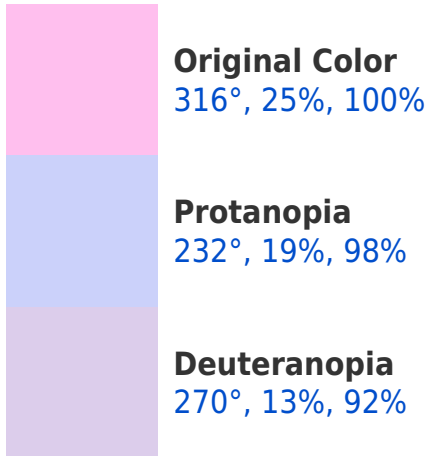 Original Color
316°, 25%, 100%
Protanopia
232°, 19%, 98%
Deuteranopia
270°, 13%, 92%